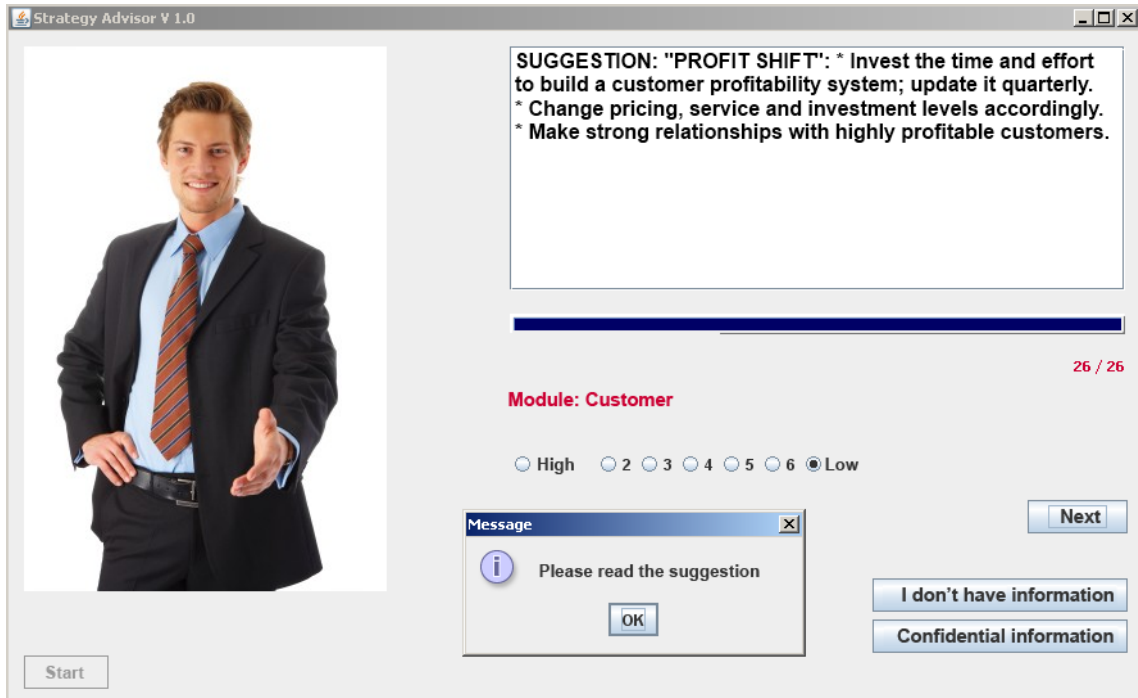 Strategy Advisor V 1.0
SUGGESTION: "PROFIT SHIFT": * Invest the time and effort
to build a customer profitability system; update it quarterly.
* Change pricing, service and investment levels accordingly.
* Make strong relationships with highly profitable customers.
26 / 26
Module: Customer
High 2 3 4 5 6 Low
Next
Message
Please read the suggestion
OK
I don't have information
Confidential information
Start